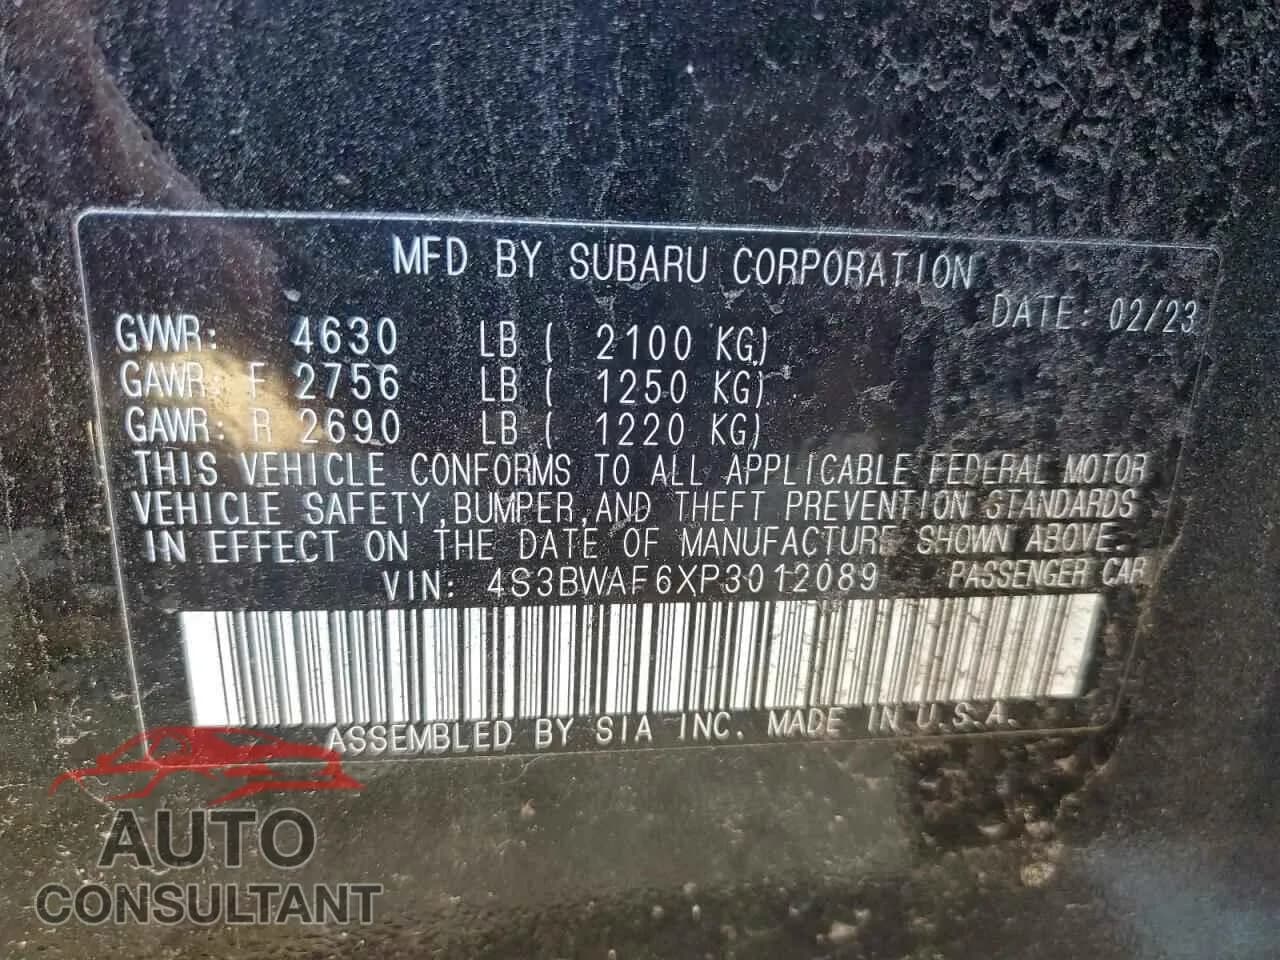 MFD BY SUBARU CORPORATION
DATE: 02/23
GVWR: 4630 LB ( 2100 KG)
GAWR: F 2756 LB ( 1250 KG)
GAWR: R 2690 LB ( 1220 KG)
THIS VEHICLE CONFORMS TO ALL APPLICABLE FEDERAL MOTOR
VEHICLE SAFETY, BUMPER, AND THEFT PREVENTION STANDARDS
IN EFFECT ON THE DATE OF MANUFACTURE SHOWN ABOVE.
VIN: 4S3BWAF6XP3012089 PASSENGER CAR
ASSEMBLED BY SIA INC. MADE IN U.S.A.
AUTO
CONSULTANT